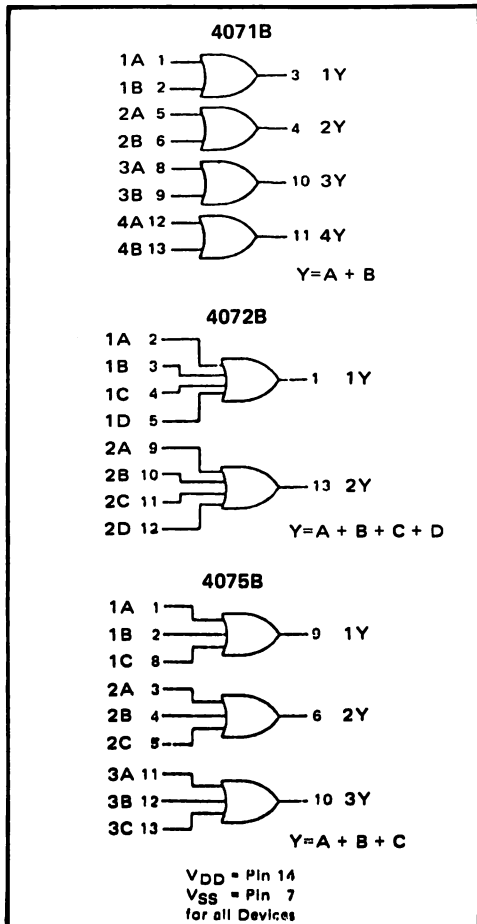 4071B
1A 1
1B 2
3 1Y
2A 5
2B 6
4 2Y
3A 8
3B 9
10 3Y
4A 12
4B 13
11 4Y
Y=A + B
4072B
1A 2
1B 3
1C 4
1D 5
1 1Y
2A 9
2B 10
2C 11
2D 12
13 2Y
Y=A + B + C + D
4075B
1A 1
1B 2
1C 8
9 1Y
2A 3
2B 4
2C 5
6 2Y
3A 11
3B 12
3C 13
10 3Y
Y=A + B + C
VDD = Pin 14
VSS = Pin 7
for all Devices